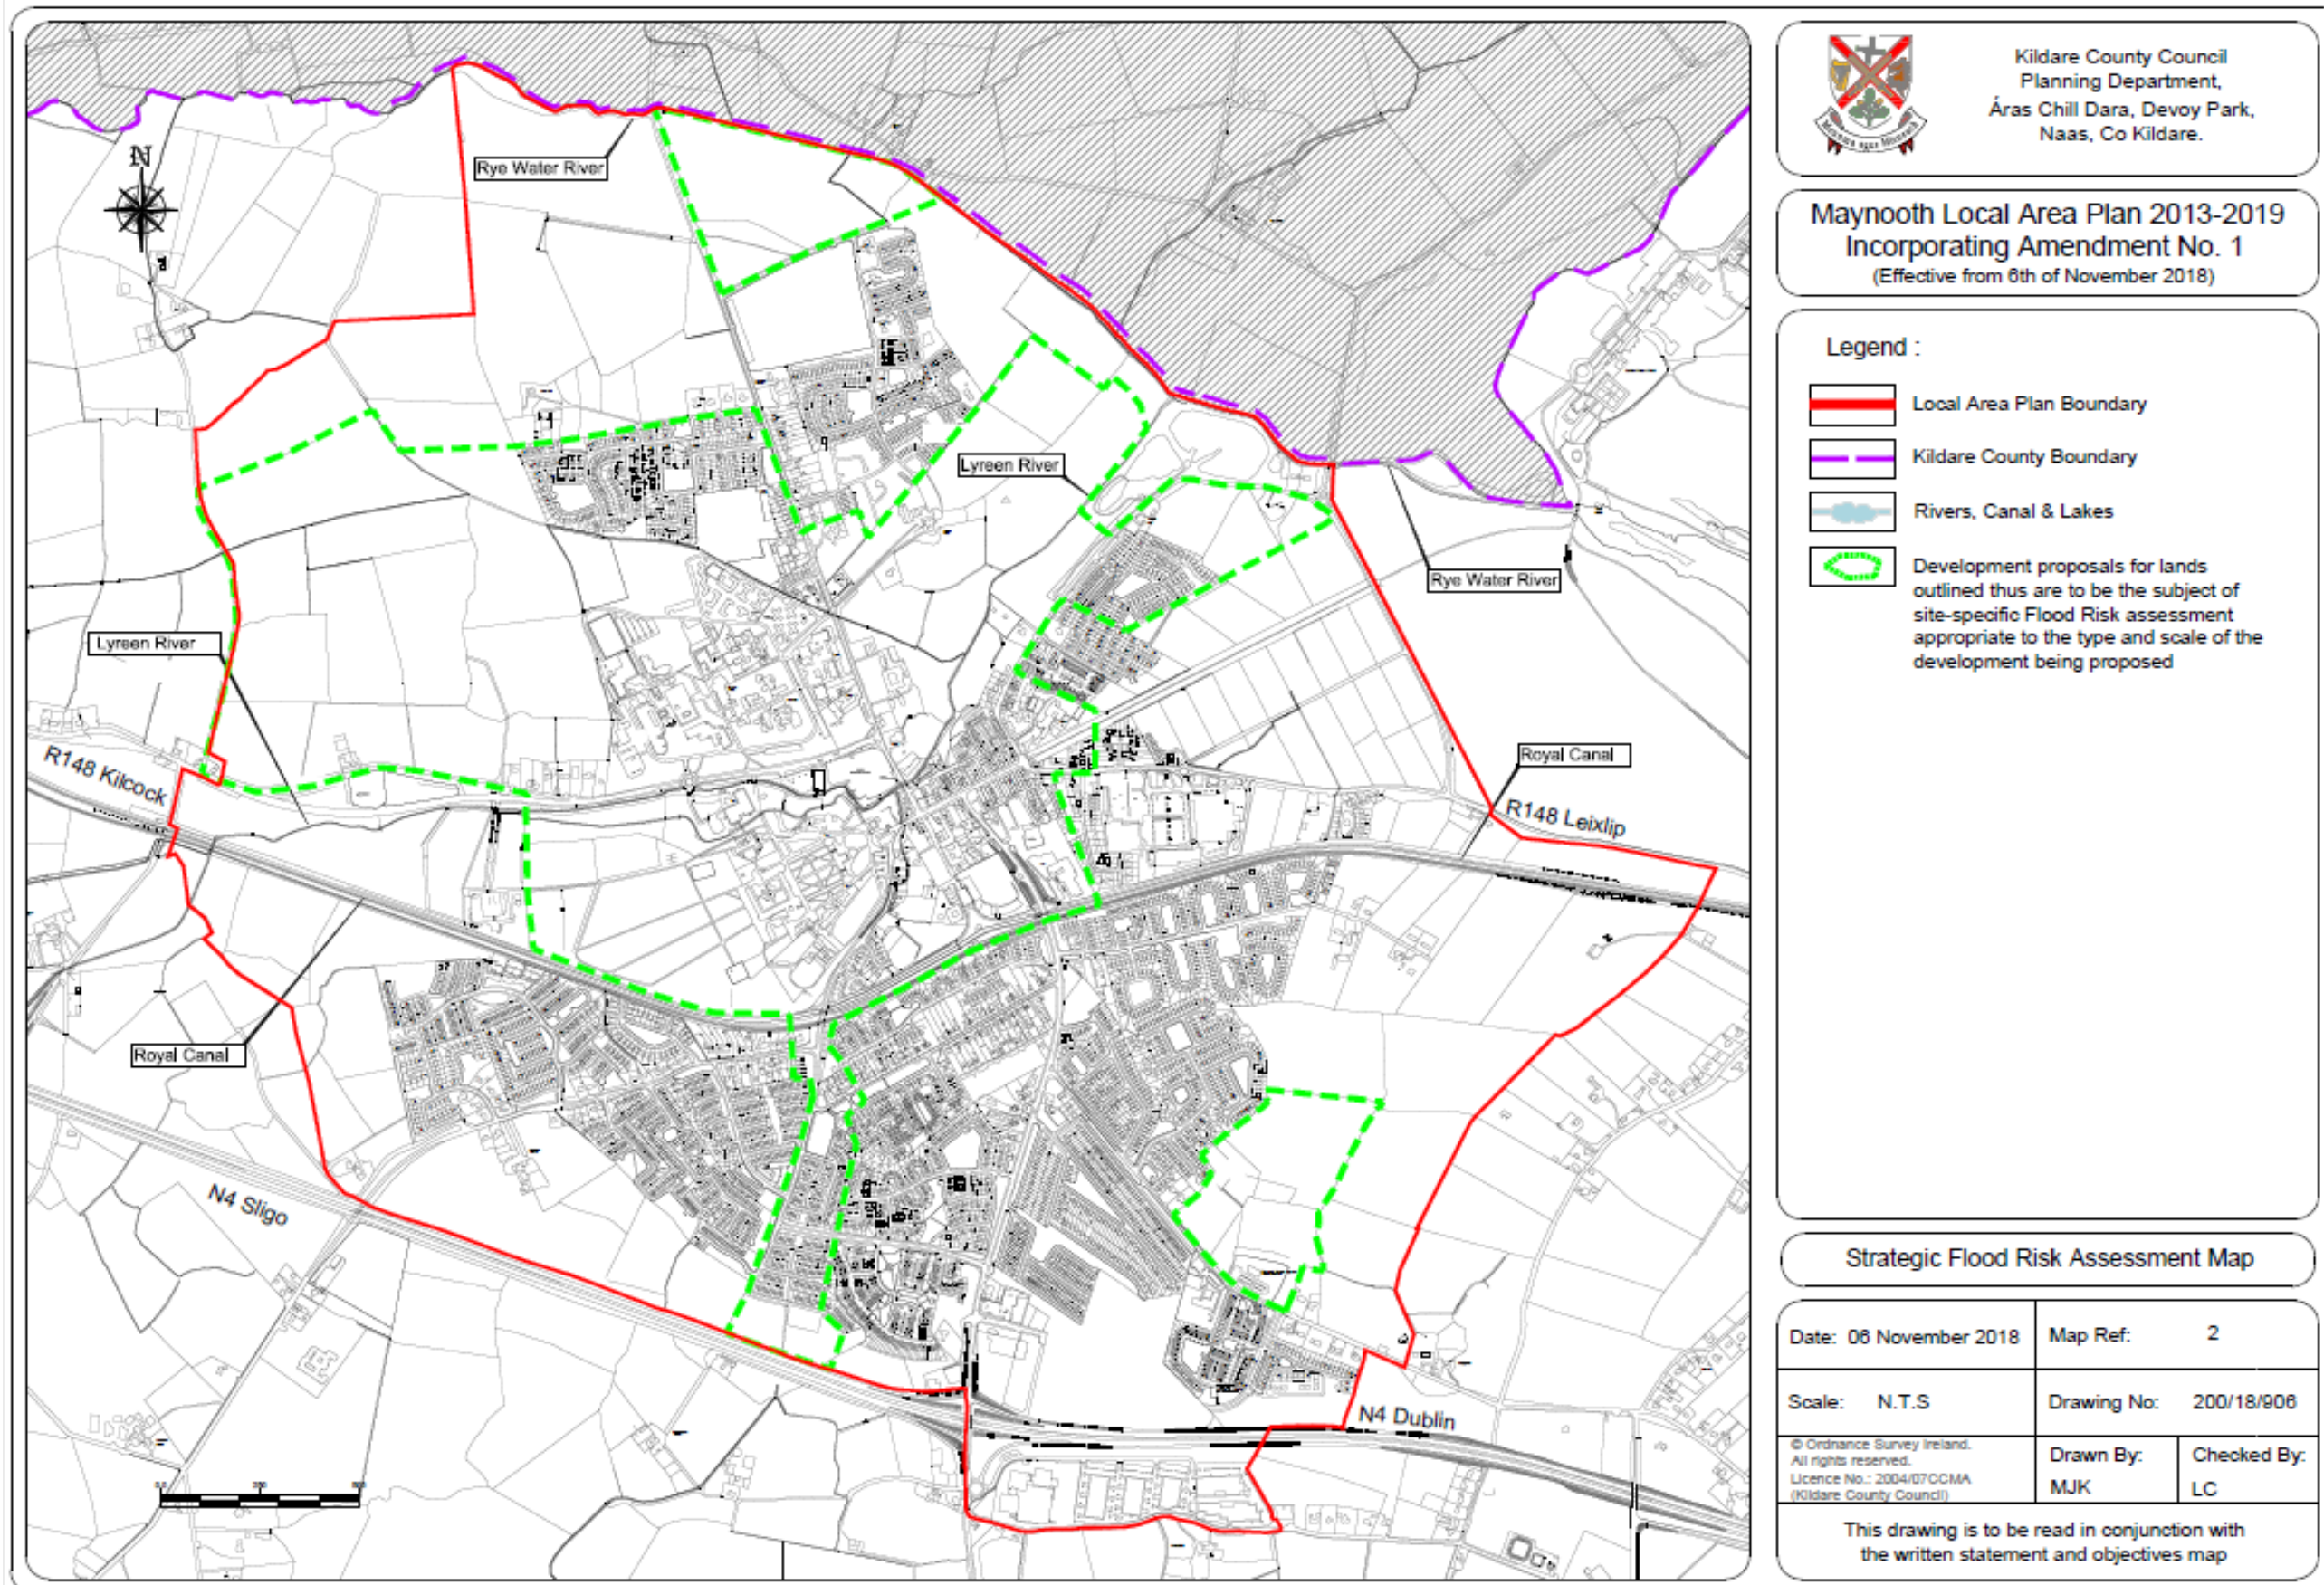 Kildare County Council
Planning Department,
Áras Chill Dara, Devoy Park,
Naas, Co Kildare.
Maynooth Local Area Plan 2013-2019
Incorporating Amendment No. 1
(Effective from 6th of November 2018)
Legend :
Local Area Plan Boundary
Kildare County Boundary
Rivers, Canal & Lakes
Development proposals for lands
outlined thus are to be the subject of
site-specific Flood Risk assessment
appropriate to the type and scale of the
development being proposed
Strategic Flood Risk Assessment Map
Date: 06 November 2018
Map Ref: 2
Scale: N.T.S
Drawing No: 200/18/906
© Ordnance Survey Ireland.
All rights reserved.
Licence No.: 2004/07CCMA
(Kildare County Council)
Drawn By:
MJK
Checked By:
LC
This drawing is to be read in conjunction with
the written statement and objectives map
N
Rye Water River
Lyreen River
Rye Water River
Lyreen River
R148 Kilcock
Royal Canal
R148 Leixlip
Royal Canal
N4 Sligo
N4 Dublin